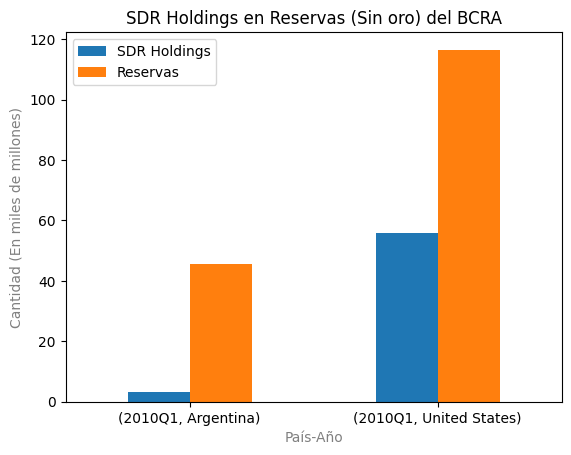 SDR Holdings en Reservas (Sin oro) del BCRA
SDR Holdings
Reservas
Cantidad (En miles de millones)
120
100
80
60
40
20
0
(2010Q1, Argentina)
(2010Q1, United States)
País-Año